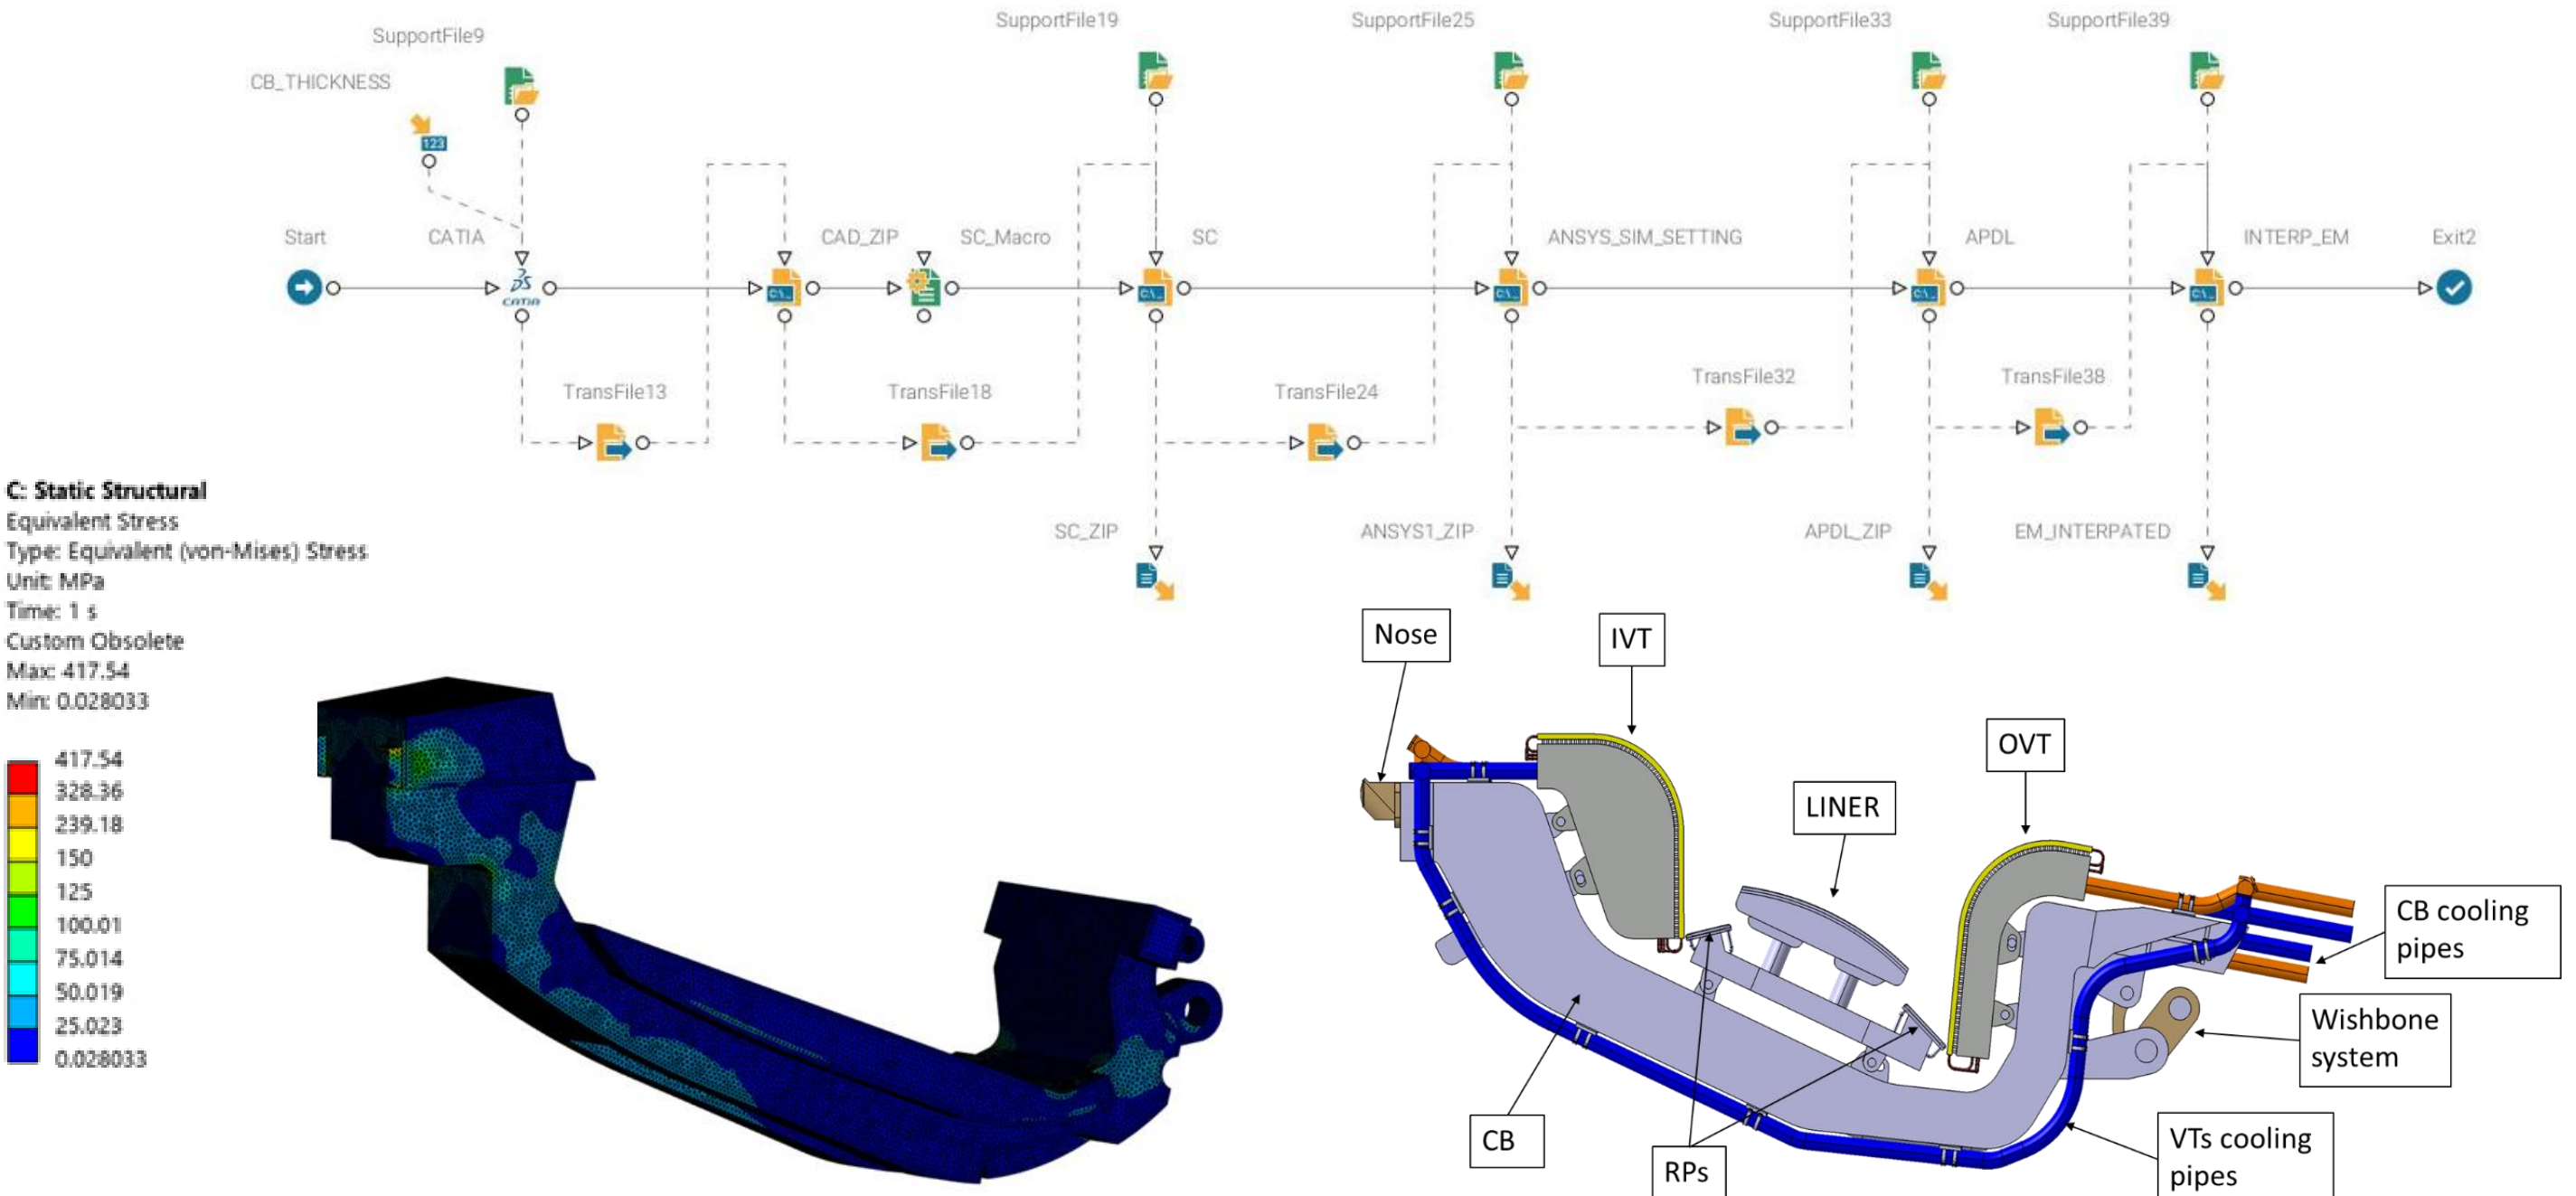 SupportFile9
SupportFile19
SupportFile25
SupportFile33
SupportFile39
CB_THICKNESS
123
Start
CATIA
CAD_ZIP
SC_Macro
SC
ANSYS_SIM_SETTING
APDL
INTERP_EM
Exit2
CATIA
C:\_
C:\_
C:\_
C:\_
C:\_
TransFile13
TransFile18
TransFile24
TransFile32
TransFile38
SC_ZIP
ANSYS1_ZIP
APDL_ZIP
EM_INTERPATED
C: Static Structural
Equivalent Stress
Type: Equivalent (von-Mises) Stress
Unit: MPa
Time: 1 s
Custom Obsolete
Max: 417.54
Min: 0.028033
417.54
328.36
239.18
150
125
100.01
75.014
50.019
25.023
0.028033
Nose
IVT
OVT
LINER
CB cooling
pipes
Wishbone
system
VTs cooling
pipes
CB
RPs